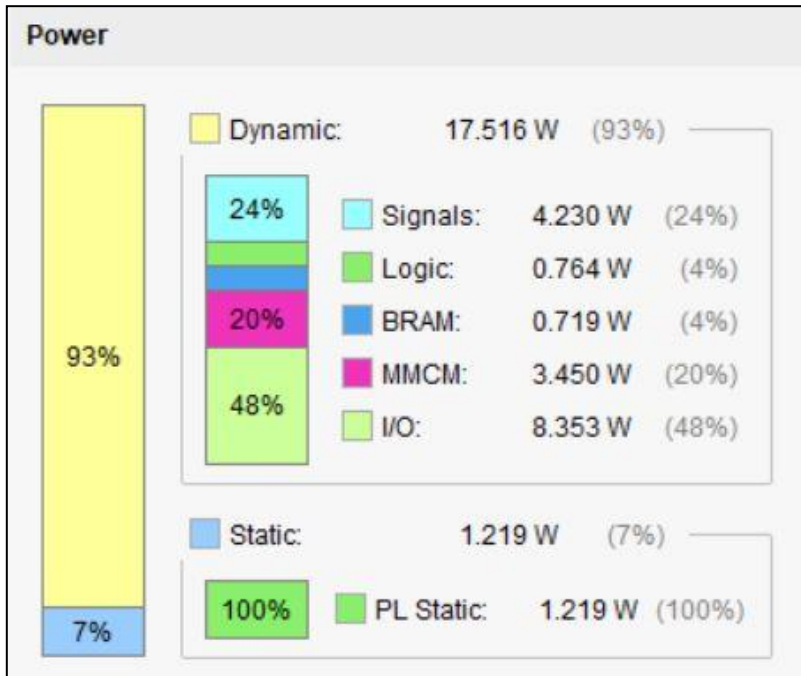 Power
Dynamic: 17.516 W (93%)
24% Signals: 4.230 W (24%)
Logic: 0.764 W (4%)
BRAM: 0.719 W (4%)
20% MMCM: 3.450 W (20%)
93%
48% I/O: 8.353 W (48%)
Static: 1.219 W (7%)
100% PL Static: 1.219 W (100%)
7%